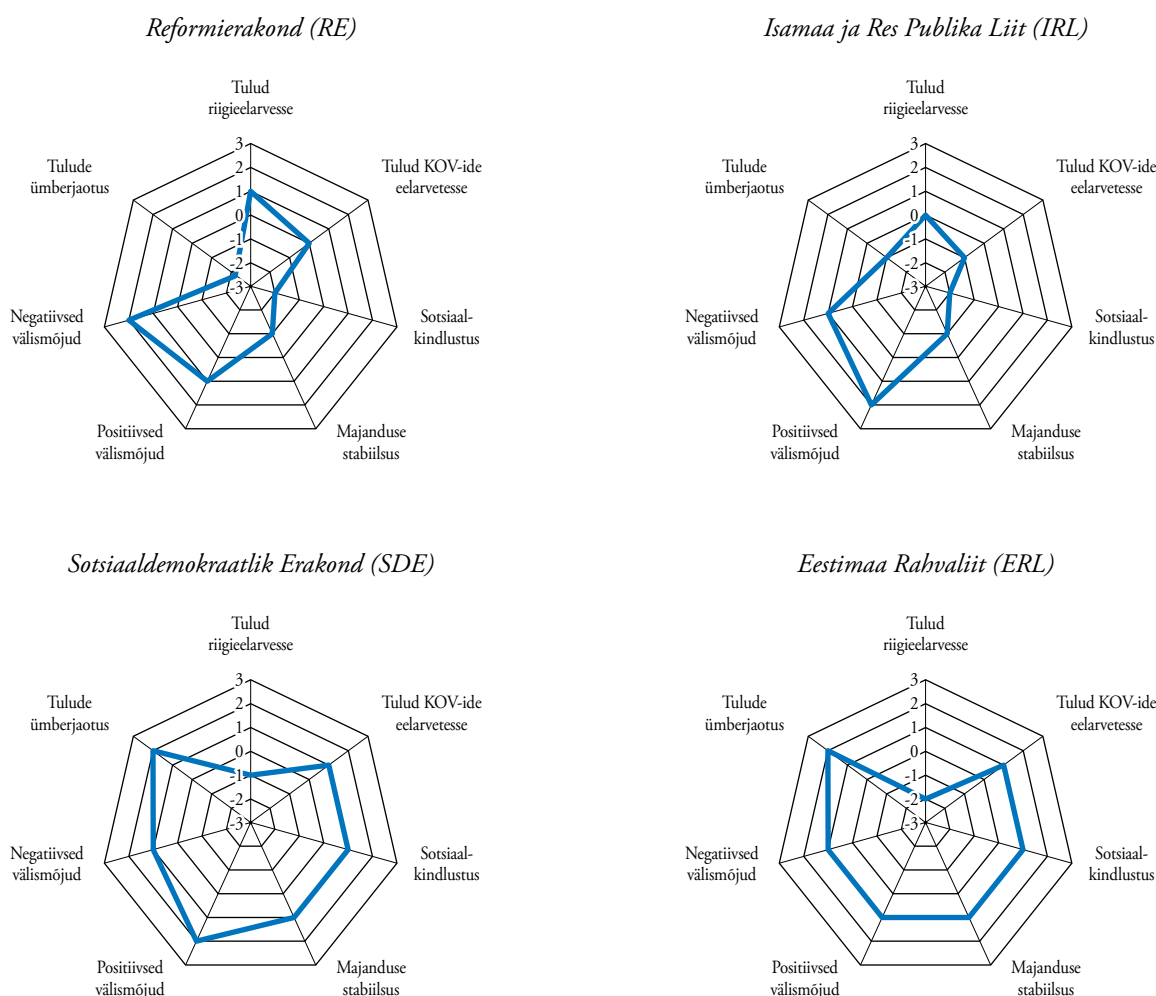 Reformierakond (RE)
Tulud
riigieelarvesse
Tulude
ümberjaotus
Tulud KOV-ide
eelarvetesse
3
2
1
0
-1
-2
-3
Negatiivsed
välismõjud
Sotsiaal-
kindlustus
Positiivsed
välismõjud
Majanduse
stabiilsus
Isamaa ja Res Publika Liit (IRL)
Tulud
riigieelarvesse
Tulude
ümberjaotus
Tulud KOV-ide
eelarvetesse
3
2
1
0
-1
-2
-3
Negatiivsed
välismõjud
Sotsiaal-
kindlustus
Positiivsed
välismõjud
Majanduse
stabiilsus
Sotsiaaldemokraatlik Erakond (SDE)
Tulud
riigieelarvesse
Tulude
ümberjaotus
Tulud KOV-ide
eelarvetesse
3
2
1
0
-1
-2
-3
Negatiivsed
välismõjud
Sotsiaal-
kindlustus
Positiivsed
välismõjud
Majanduse
stabiilsus
Eestimaa Rahvaliit (ERL)
Tulud
riigieelarvesse
Tulude
ümberjaotus
Tulud KOV-ide
eelarvetesse
3
2
1
0
-1
-2
-3
Negatiivsed
välismõjud
Sotsiaal-
kindlustus
Positiivsed
välismõjud
Majanduse
stabiilsus